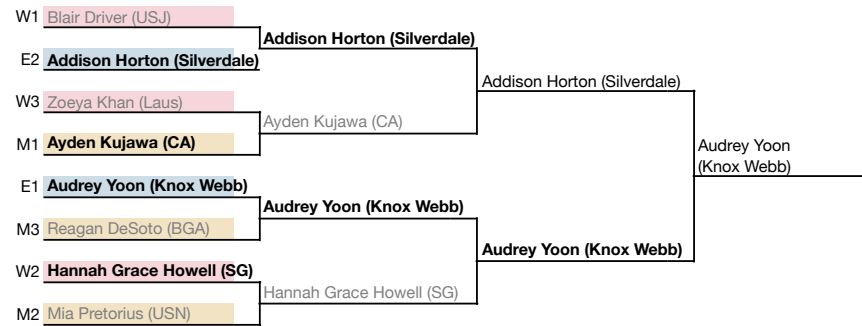 W1 Blair Driver (USJ)
Addison Horton (Silverdale)
E2 Addison Horton (Silverdale)
Addison Horton (Silverdale)
W3 Zoeya Khan (Laus)
Ayden Kujawa (CA)
M1 Ayden Kujawa (CA)
Audrey Yoon
(Knox Webb)
E1 Audrey Yoon (Knox Webb)
Audrey Yoon (Knox Webb)
M3 Reagan DeSoto (BGA)
Audrey Yoon (Knox Webb)
W2 Hannah Grace Howell (SG)
Hannah Grace Howell (SG)
M2 Mia Pretorius (USN)